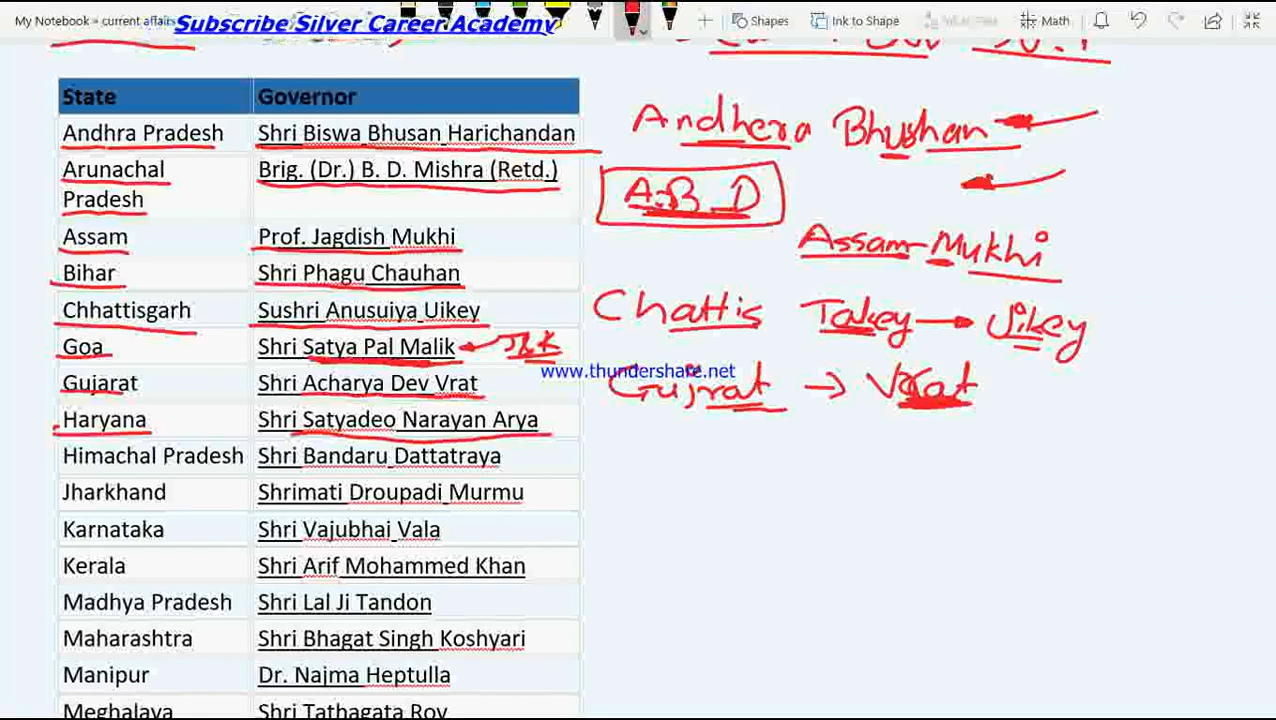 My Notebook » current affairs
Subscribe Silver Career Academy
Shapes
Ink to Shape
Math
State Governor
Andhra Pradesh Shri Biswa Bhusan Harichandan
Arunachal Pradesh Brig. (Dr.) B. D. Mishra (Retd.)
Assam Prof. Jagdish Mukhi
Bihar Shri Phagu Chauhan
Chhattisgarh Sushri Anusuiya Uikey
Goa Shri Satya Pal Malik
Gujarat Shri Acharya Dev Vrat
Haryana Shri Satyadeo Narayan Arya
Himachal Pradesh Shri Bandaru Dattatraya
Jharkhand Shrimati Droupadi Murmu
Karnataka Shri Vajubhai Vala
Kerala Shri Arif Mohammed Khan
Madhya Pradesh Shri Lal Ji Tandon
Maharashtra Shri Bhagat Singh Koshyari
Manipur Dr. Najma Heptulla
Meghalaya Shri Tathagata Roy
Andhera Bhushan
A.B D
Assam Mukhi
Chattis Takey → Uikey
J&K
www.thundershare.net
Gujrat → Vrat